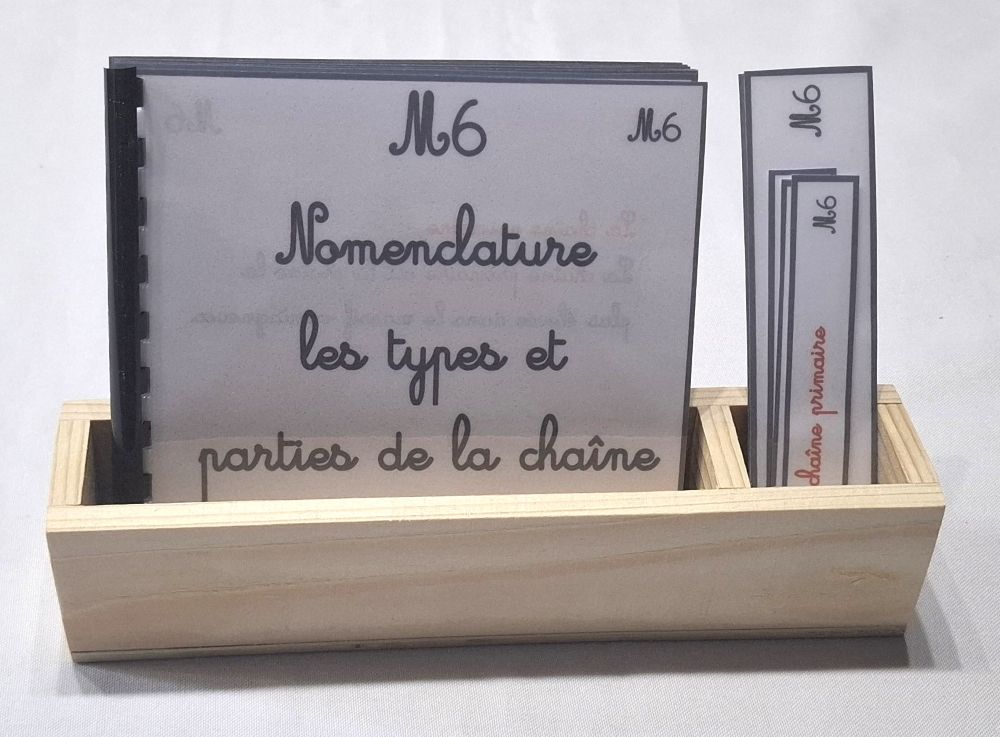 M6
M6
Nomenclature
les types et
parties de la chaîne
M6
M6
chaîne primaire